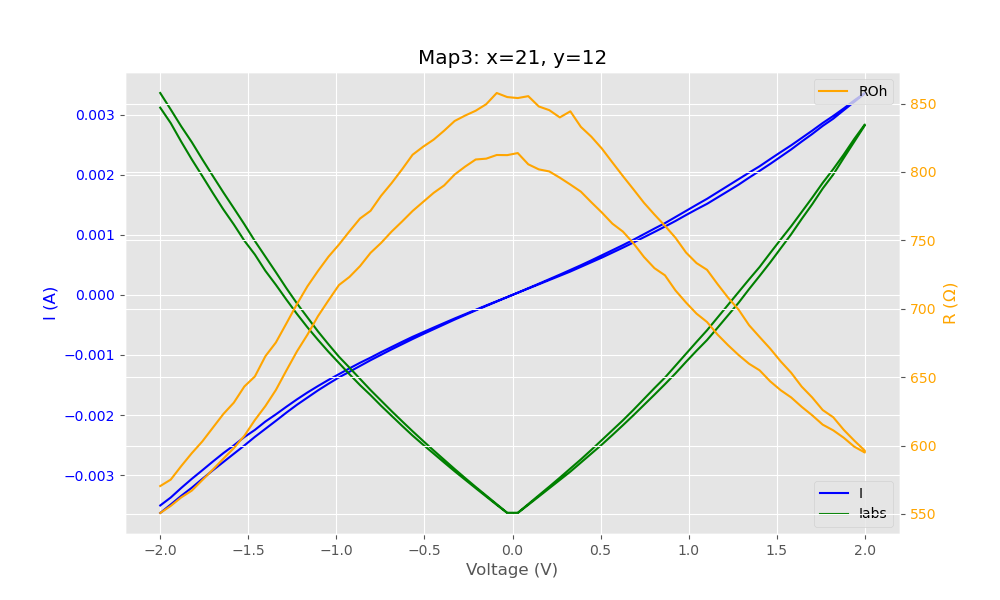 Map3: x=21, y=12
ROh
I (A)
0.003
0.002
0.001
0.000
−0.001
−0.002
−0.003
850
800
750
700
650
600
550
R (Ω)
I
Iabs
−2.0 −1.5 −1.0 −0.5 0.0 0.5 1.0 1.5 2.0
Voltage (V)